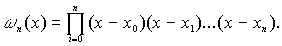 ω_n(x) = ∏_{i=0}^{n} (x − x_0)(x − x_1)...(x − x_n).